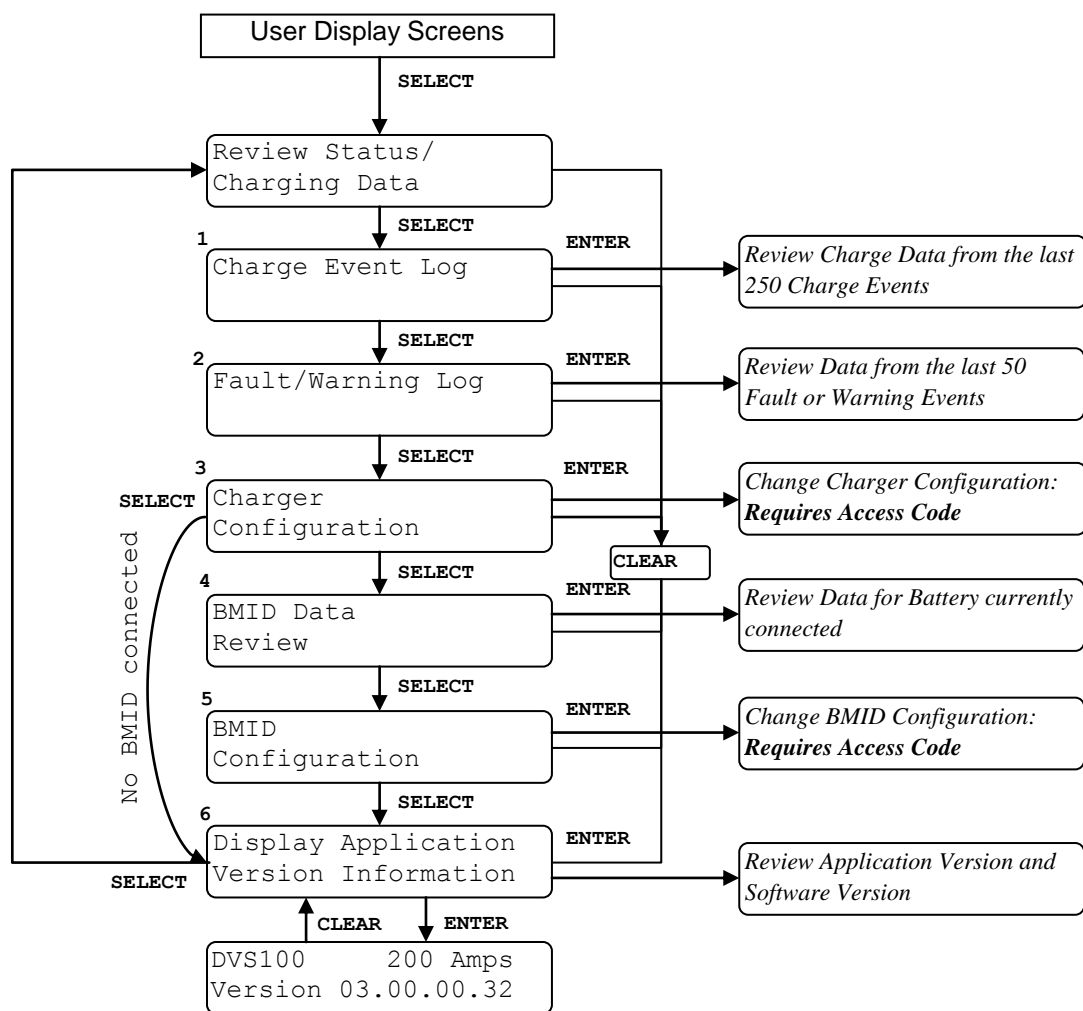 User Display Screens
SELECT
Review Status/
Charging Data
SELECT
1
ENTER
Charge Event Log
Review Charge Data from the last
250 Charge Events
SELECT
2
ENTER
Fault/Warning Log
Review Data from the last 50
Fault or Warning Events
SELECT
3
ENTER
SELECT
Charger
Configuration
Change Charger Configuration:
Requires Access Code
No BMID connected
CLEAR
SELECT
4
ENTER
BMID Data
Review
Review Data for Battery currently
connected
SELECT
5
ENTER
BMID
Configuration
Change BMID Configuration:
Requires Access Code
SELECT
6
ENTER
Display Application
Version Information
SELECT
Review Application Version and
Software Version
CLEAR
ENTER
DVS100 200 Amps
Version 03.00.00.32